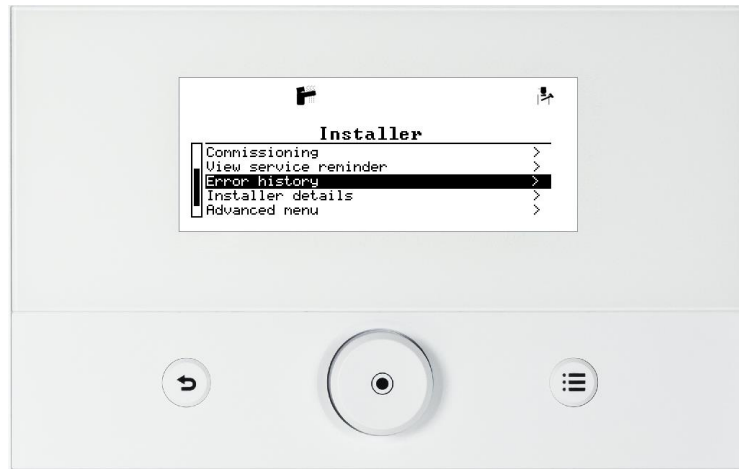 Installer
Commissioning >
View service reminder >
Error history >
Installer details >
Advanced menu >